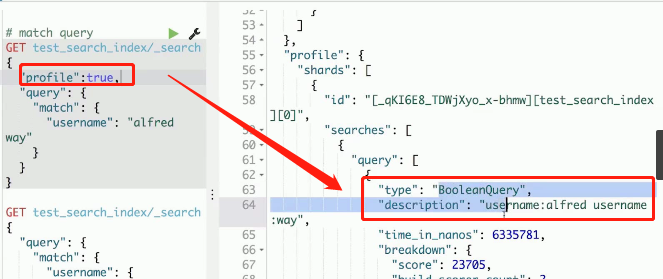 # match query
GET test_search_index/_search
{
"profile":true,
"query": {
"match": {
"username": "alfred
way"
}
}
}
GET test_search_index/_search
{
"query": {
"match": {
"username": "alfred
53 ]
54 }
55 },
56 "profile": {
57 "shards": [
{
58 "id": "[_qKI6E8_TDWjXyo_x-bhmw][test_search_index
][0]",
"searches": [
60 {
61 "query": [
{
63 "type": "BooleanQuery",
64 "description": "username:alfred username
:way",
65 "time_in_nanos": 6335781,
66 "breakdown": {
67 "score": 23705,